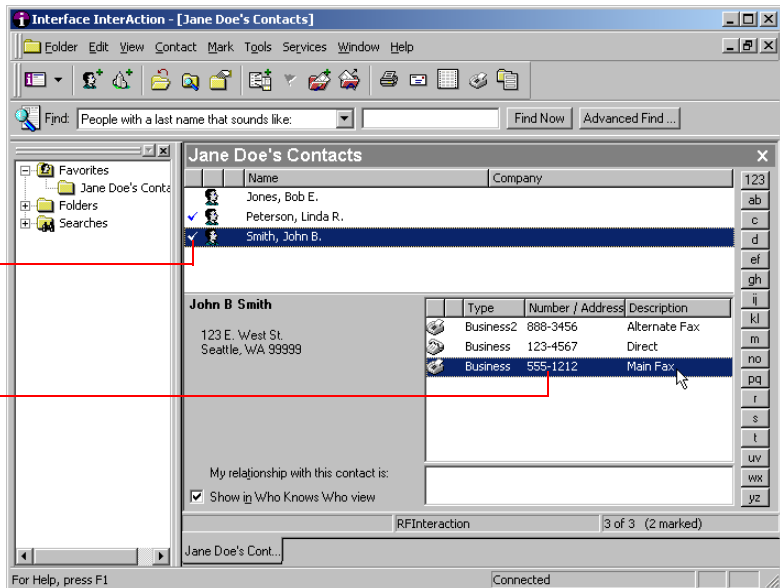 Interface InterAction - [Jane Doe's Contacts]
Folder Edit View Contact Mark Tools Services Window Help
Find: People with a last name that sounds like: Find Now Advanced Find ...
Favorites
Jane Doe's Conta
Folders
Searches
Jane Doe's Contacts
Name Company
Jones, Bob E.
Peterson, Linda R.
Smith, John B.
John B Smith
123 E. West St.
Seattle, WA 99999
Type Number / Address Description
Business2 888-3456 Alternate Fax
Business 123-4567 Direct
Business 555-1212 Main Fax
My relationship with this contact is:
Show in Who Knows Who view
123
ab
c
d
ef
gh
ij
kl
m
no
pq
r
s
t
uv
wx
yz
RFInteraction 3 of 3 (2 marked)
Jane Doe's Cont...
For Help, press F1 Connected